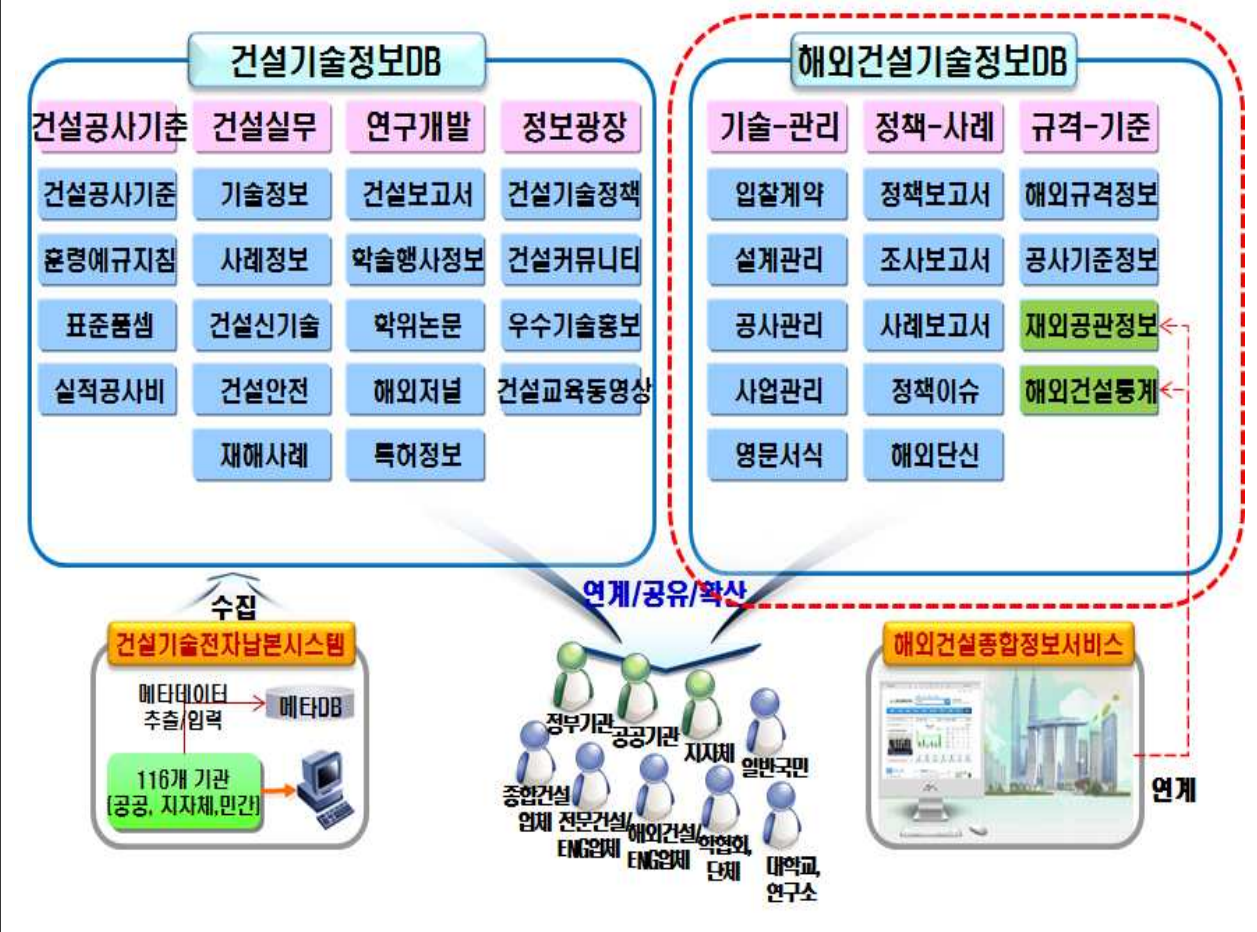 건설기술정보DB
건설공사기준
건설실무
연구개발
정보광장
건설공사기준
기술정보
건설보고서
건설기술정책
훈령예규지침
사례정보
학술행사정보
건설커뮤니티
표준품셈
건설신기술
학위논문
우수기술홍보
실적공사비
건설안전
해외저널
건설교육동영상
재해사례
특허정보
해외건설기술정보DB
기술-관리
정책-사례
규격-기준
입찰계약
정책보고서
해외규격정보
설계관리
조사보고서
공사기준정보
공사관리
사례보고서
재외공관정보
사업관리
정책이슈
해외건설통계
영문서식
해외단신
수집
건설기술전자납본시스템
메타데이터
추출/입력
메타DB
116개 기관
(공공, 지자체,민간)
연계/공유/확산
정부기관
공공기관
지자체
일반국민
종합건설
업체
전문건설/
ENG업체
해외건설/
ENG업체
학협회,
단체
대학교,
연구소
해외건설종합정보서비스
연계